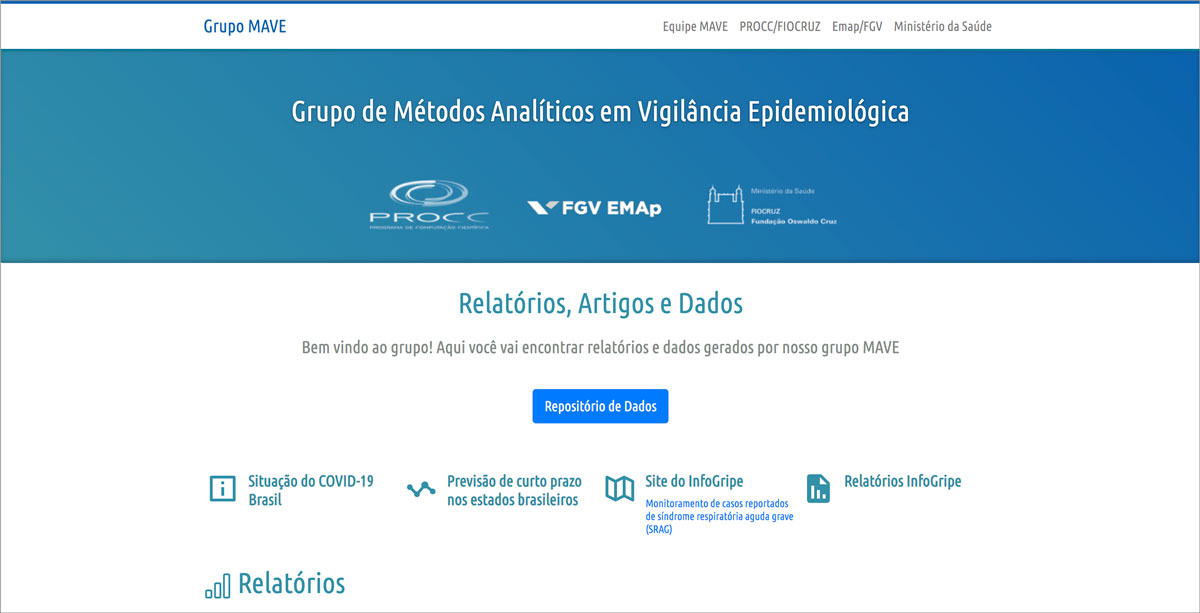 Grupo MAVE
Equipe MAVE PROCC/FIOCRUZ Emap/FGV Ministério da Saúde
Grupo de Métodos Analíticos em Vigilância Epidemiológica
PROCC
PROGRAMA DE COMPUTAÇÃO CIENTÍFICA
FGV EMAp
Ministério da Saúde
FIOCRUZ
Fundação Oswaldo Cruz
Relatórios, Artigos e Dados
Bem vindo ao grupo! Aqui você vai encontrar relatórios e dados gerados por nosso grupo MAVE
Repositório de Dados
Situação do COVID-19
Brasil
Previsão de curto prazo
nos estados brasileiros
Site do InfoGripe
Monitoramento de casos reportados
de síndrome respiratória aguda grave
(SRAG)
Relatórios InfoGripe
Relatórios